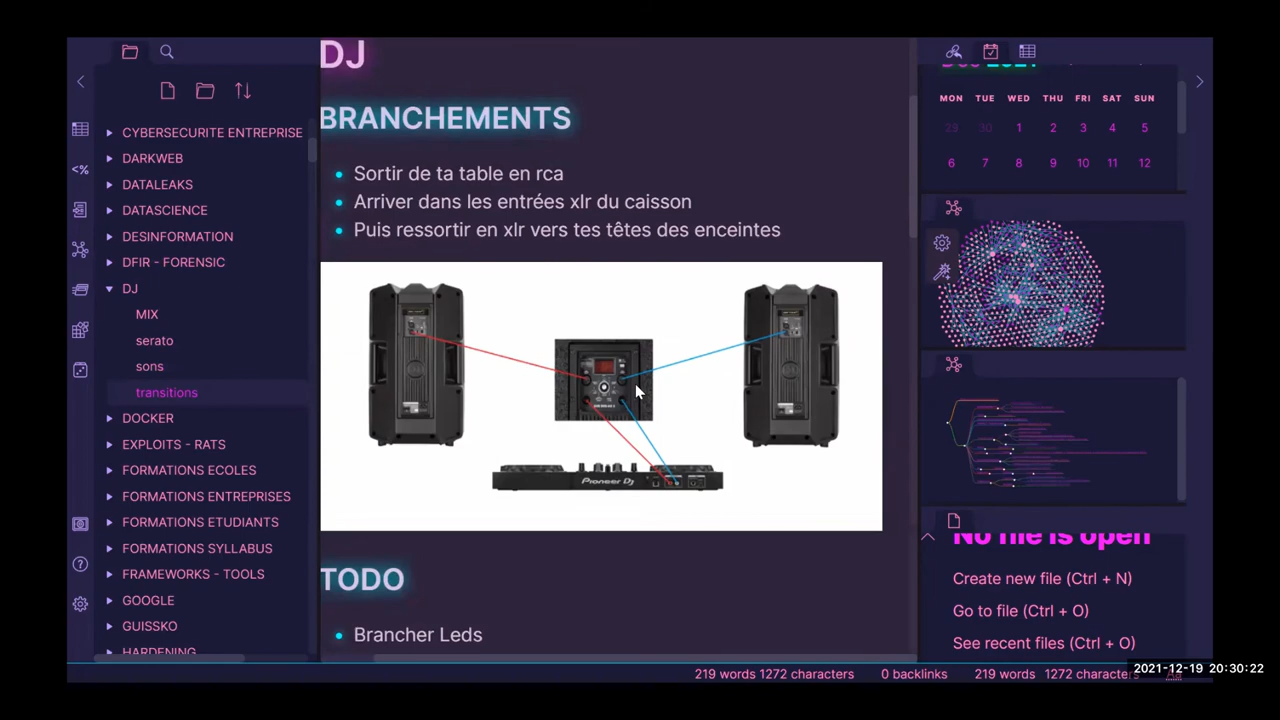 DJ
BRANCHEMENTS
Sortir de ta table en rca
Arriver dans les entrées xlr du caisson
Puis ressortir en xlr vers tes têtes des enceintes
Pioneer Dj
TODO
Brancher Leds
CYBERSECURITE ENTREPRISE
DARKWEB
DATALEAKS
DATASCIENCE
DESINFORMATION
DFIR - FORENSIC
DJ
MIX
serato
sons
transitions
DOCKER
EXPLOITS - RATS
FORMATIONS ECOLES
FORMATIONS ENTREPRISES
FORMATIONS ETUDIANTS
FORMATIONS SYLLABUS
FRAMEWORKS - TOOLS
GOOGLE
GUISSKO
HARDENING
<%
Dec 2021
MON TUE WED THU FRI SAT SUN
29 30 1 2 3 4 5
6 7 8 9 10 11 12
No file is open
Create new file (Ctrl + N)
Go to file (Ctrl + O)
See recent files (Ctrl + O)
219 words 1272 characters 0 backlinks 219 words 1272 characters
2021-12-19 20:30:22